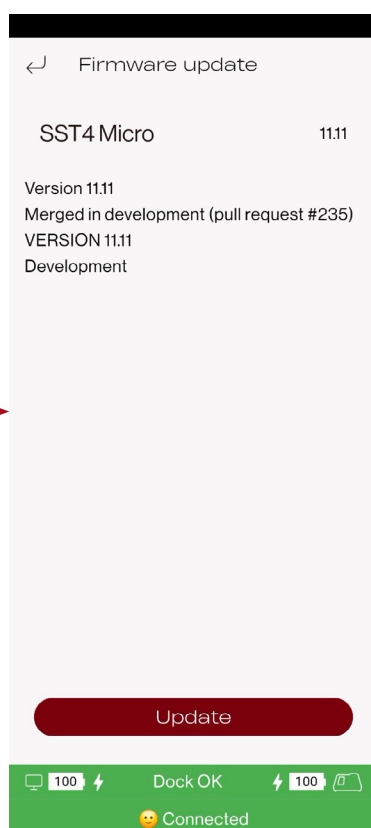 Firmware update
SST4 Micro 11.11
Version 11.11
Merged in development (pull request #235)
VERSION 11.11
Development
Update
100 Dock OK 100
Connected